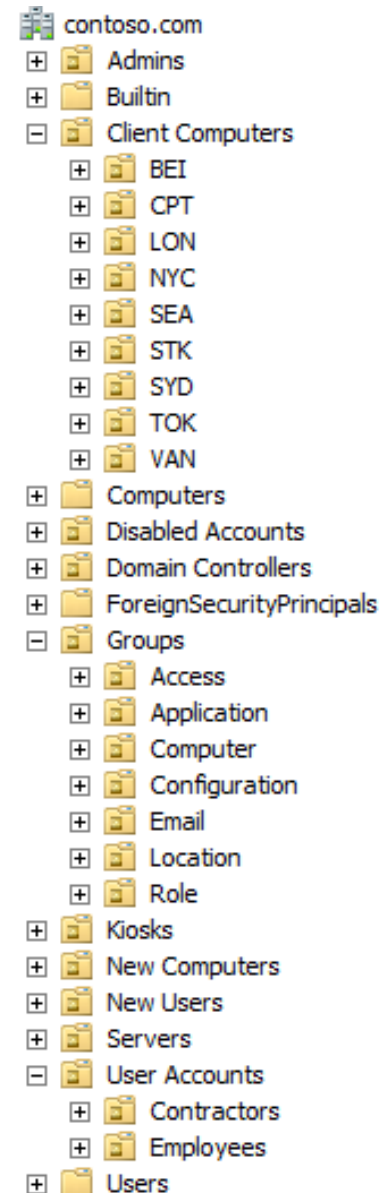 contoso.com
Admins
Builtin
Client Computers
BEI
CPT
LON
NYC
SEA
STK
SYD
TOK
VAN
Computers
Disabled Accounts
Domain Controllers
ForeignSecurityPrincipals
Groups
Access
Application
Computer
Configuration
Email
Location
Role
Kiosks
New Computers
New Users
Servers
User Accounts
Contractors
Employees
Users